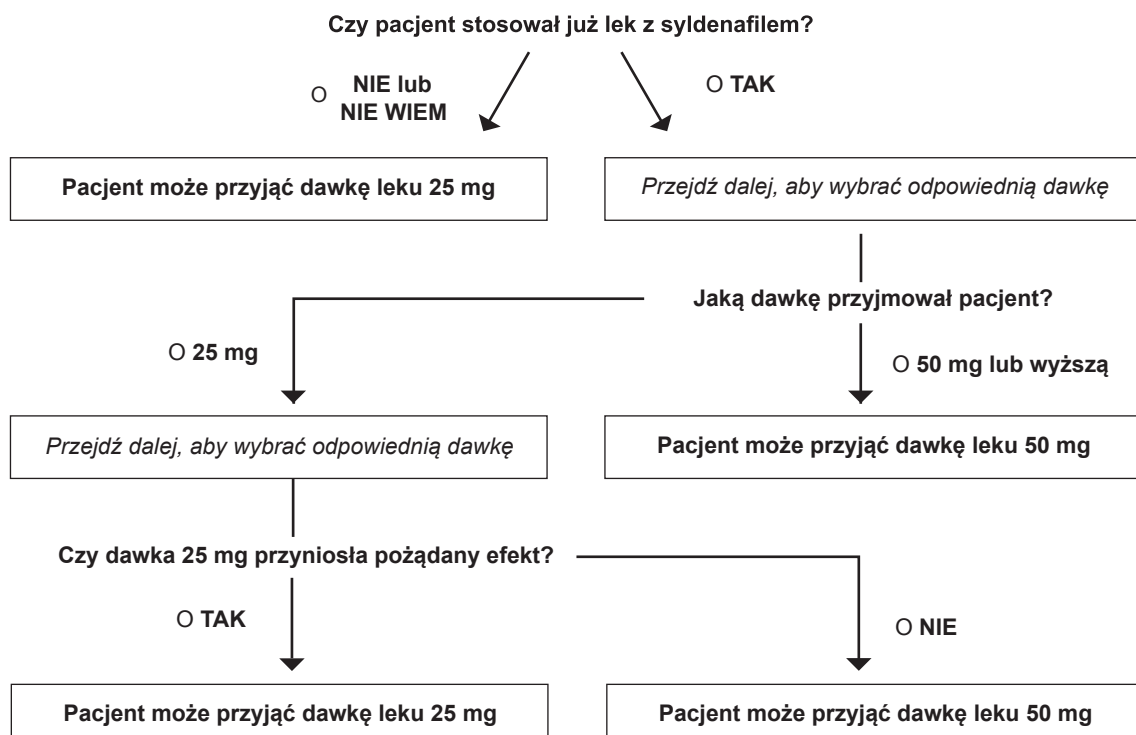 Czy pacjent stosował już lek z syldenafilem?
O NIE lub
NIE WIEM
O TAK
Pacjent może przyjąć dawkę leku 25 mg
Przejdź dalej, aby wybrać odpowiednią dawkę
Jaką dawkę przyjmował pacjent?
O 25 mg
O 50 mg lub wyższą
Przejdź dalej, aby wybrać odpowiednią dawkę
Pacjent może przyjąć dawkę leku 50 mg
Czy dawka 25 mg przyniosła pożądany efekt?
O TAK
O NIE
Pacjent może przyjąć dawkę leku 25 mg
Pacjent może przyjąć dawkę leku 50 mg